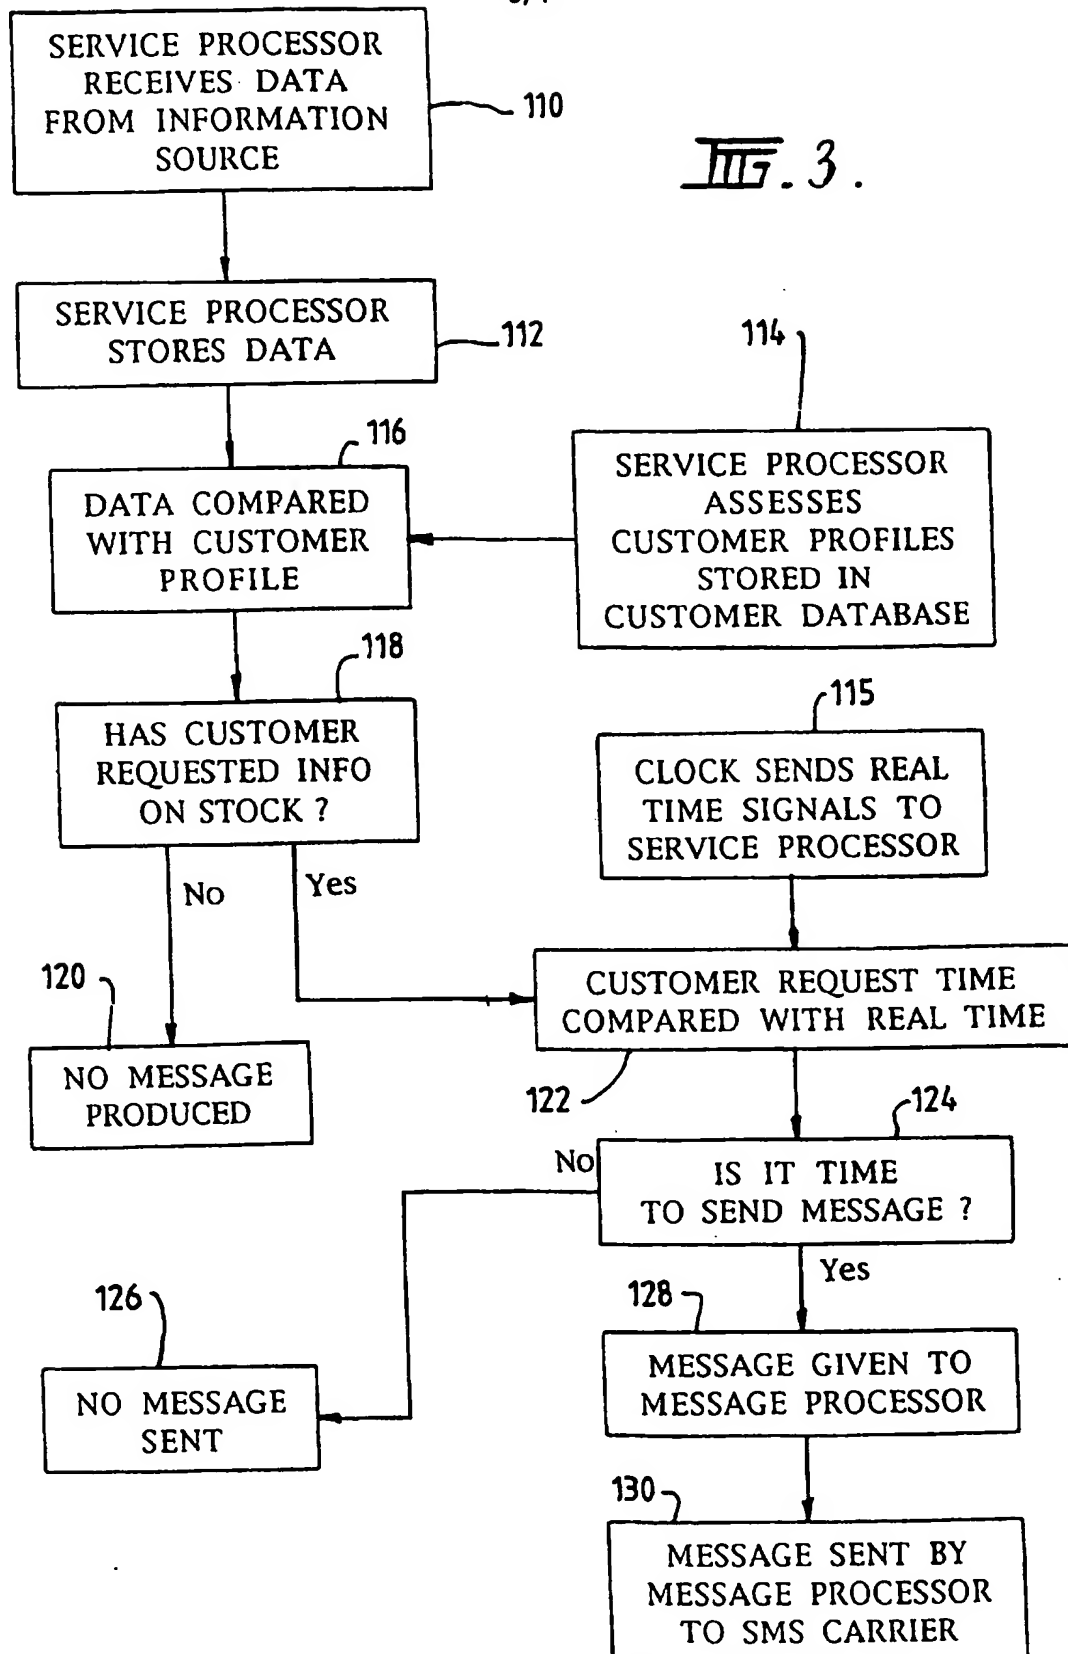 SERVICE PROCESSOR
RECEIVES DATA
FROM INFORMATION
SOURCE
110
FIG. 3.
SERVICE PROCESSOR
STORES DATA
112
114
116
DATA COMPARED
WITH CUSTOMER
PROFILE
SERVICE PROCESSOR
ASSESSES
CUSTOMER PROFILES
STORED IN
CUSTOMER DATABASE
118
HAS CUSTOMER
REQUESTED INFO
ON STOCK ?
115
CLOCK SENDS REAL
TIME SIGNALS TO
SERVICE PROCESSOR
No
Yes
120
NO MESSAGE
PRODUCED
CUSTOMER REQUEST TIME
COMPARED WITH REAL TIME
122
124
No
IS IT TIME
TO SEND MESSAGE ?
Yes
126
NO MESSAGE
SENT
128
MESSAGE GIVEN TO
MESSAGE PROCESSOR
130
MESSAGE SENT BY
MESSAGE PROCESSOR
TO SMS CARRIER